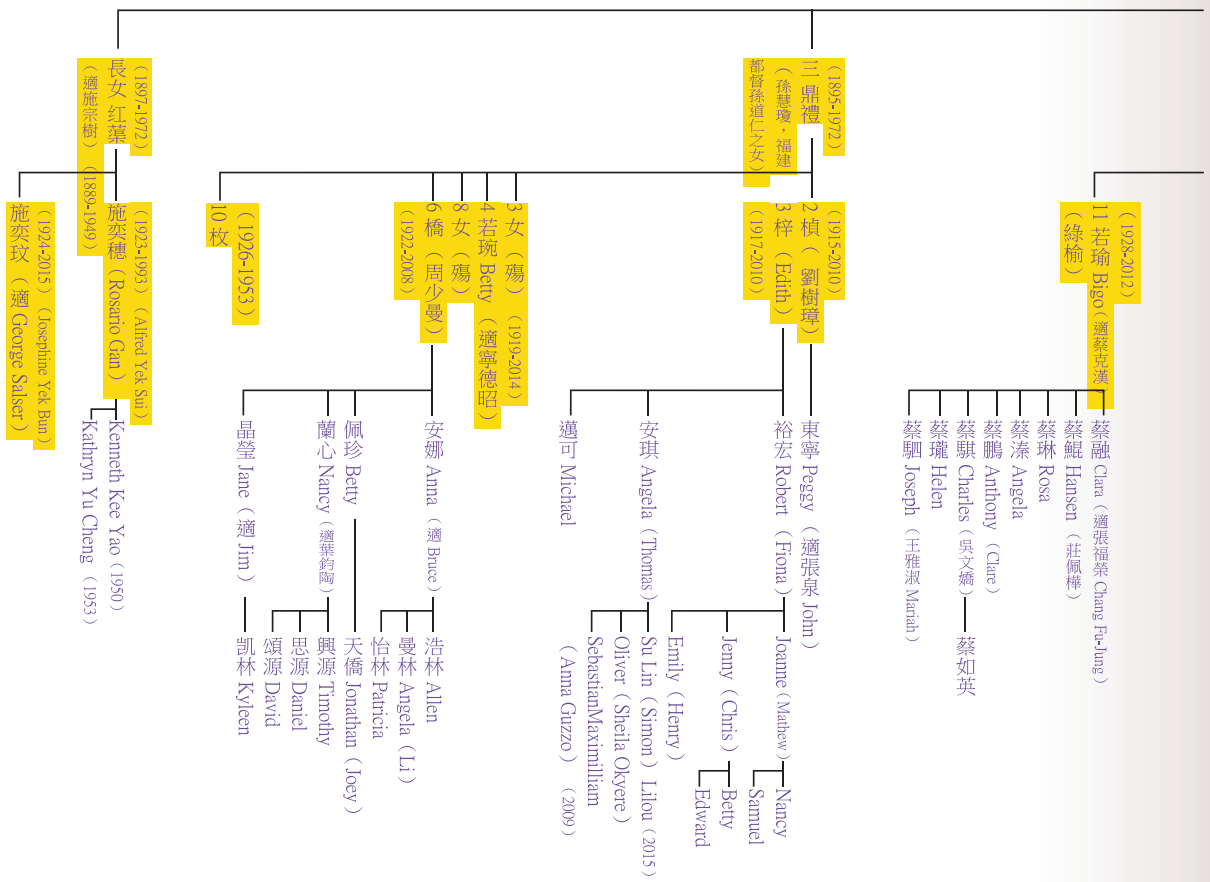 (1895-1972)
三 鼎禮
(孫慧瓊，福建
都督孫道仁之女)
(1897-1972)
長女 红蕖
(適施宗樹) (1889-1949)
(1928-2012)
11 若瑜 Bigo (適蔡克漢)
(綠榆)
(1915-2010)
2 楨 (劉樹璋)
3 梓 (Edith)
(1917-2010)
3 女 (殤) (1919-2014)
4 若琬 Betty (適寧德昭)
8 女 (殤)
6 橋 (周少曼)
(1922-2008)
(1926-1953)
10 枚
(1923-1993) (Alfred Yek Sui)
施奕穗 (Rosario Gan)
(1924-2015) (Josephine Yek Bun)
施奕玟 (適 George Salser)
蔡融 Clara (適張福榮 Chang Fu-Jung)
蔡鯤 Hansen (莊佩樺)
蔡琳 Rosa
蔡溱 Angela
蔡鵬 Anthony (Clare)
蔡騏 Charles (吳文嬌)
蔡瓏 Helen
蔡駟 Joseph (王雅淑 Mariah)
蔡如英
東寧 Peggy (適張泉 John)
裕宏 Robert (Fiona)
安琪 Angela (Thomas)
邁可 Michael
Joanne (Mathew)
Jenny (Chris)
Emily (Henry)
Su Lin (Simon) Lilou (2015)
Oliver (Sheila Okyere)
SebastianMaximilliam
(Anna Guzzo) (2009)
Nancy
Samuel
Betty
Edward
安娜 Anna (適 Bruce)
佩珍 Betty
蘭心 Nancy (適葉鈞陶)
晶瑩 Jane (適 Jim)
浩林 Allen
曼林 Angela (Li)
怡林 Patricia
天僑 Jonathan (Joey)
興源 Timothy
思源 Daniel
頌源 David
凱林 Kyleen
Kenneth Kee Yao (1950)
Kathryn Yu Cheng (1953)